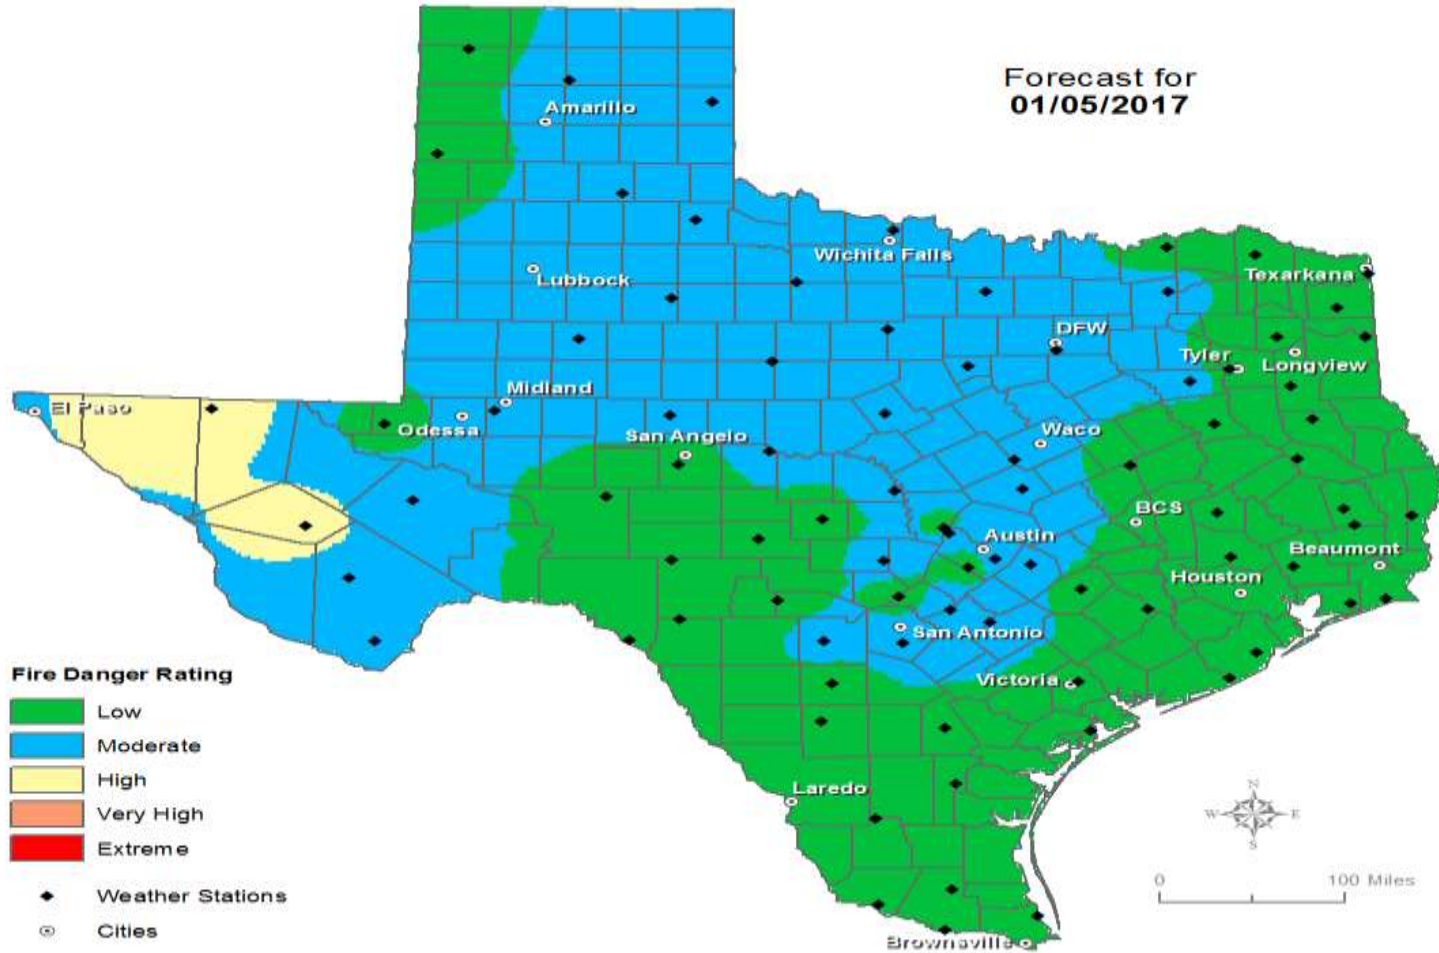 Forecast for
01/05/2017
Amarillo
Wichita Falls
Lubbock
Texarkana
DFW
Tyler
Longview
Midland
El Paso
Odessa
San Angelo
Waco
BCS
Austin
Beaumont
Houston
San Antonio
Victoria
Laredo
Brownsville
Fire Danger Rating
Low
Moderate
High
Very High
Extreme
Weather Stations
Cities
N
W E
S
0 100 Miles